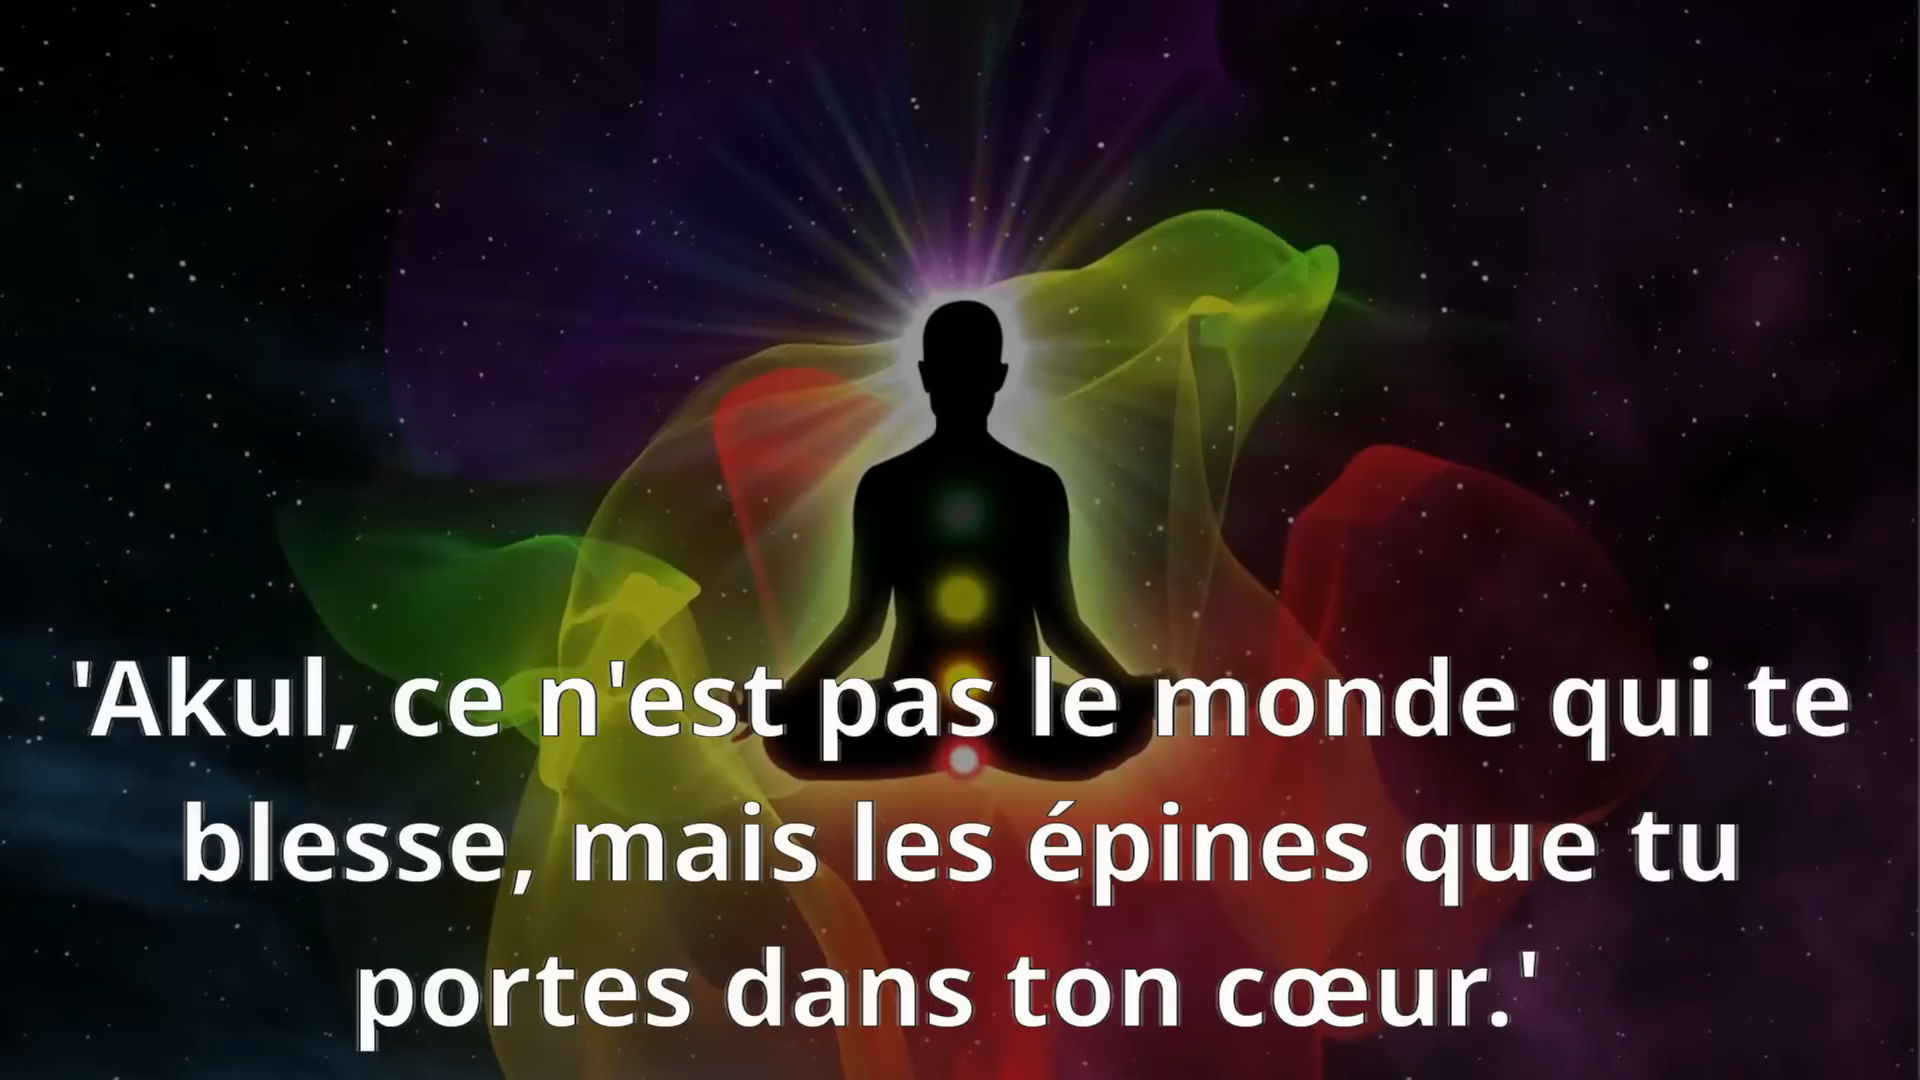 'Akul, ce n'est pas le monde qui te
blesse, mais les épines que tu
portes dans ton cœur.'